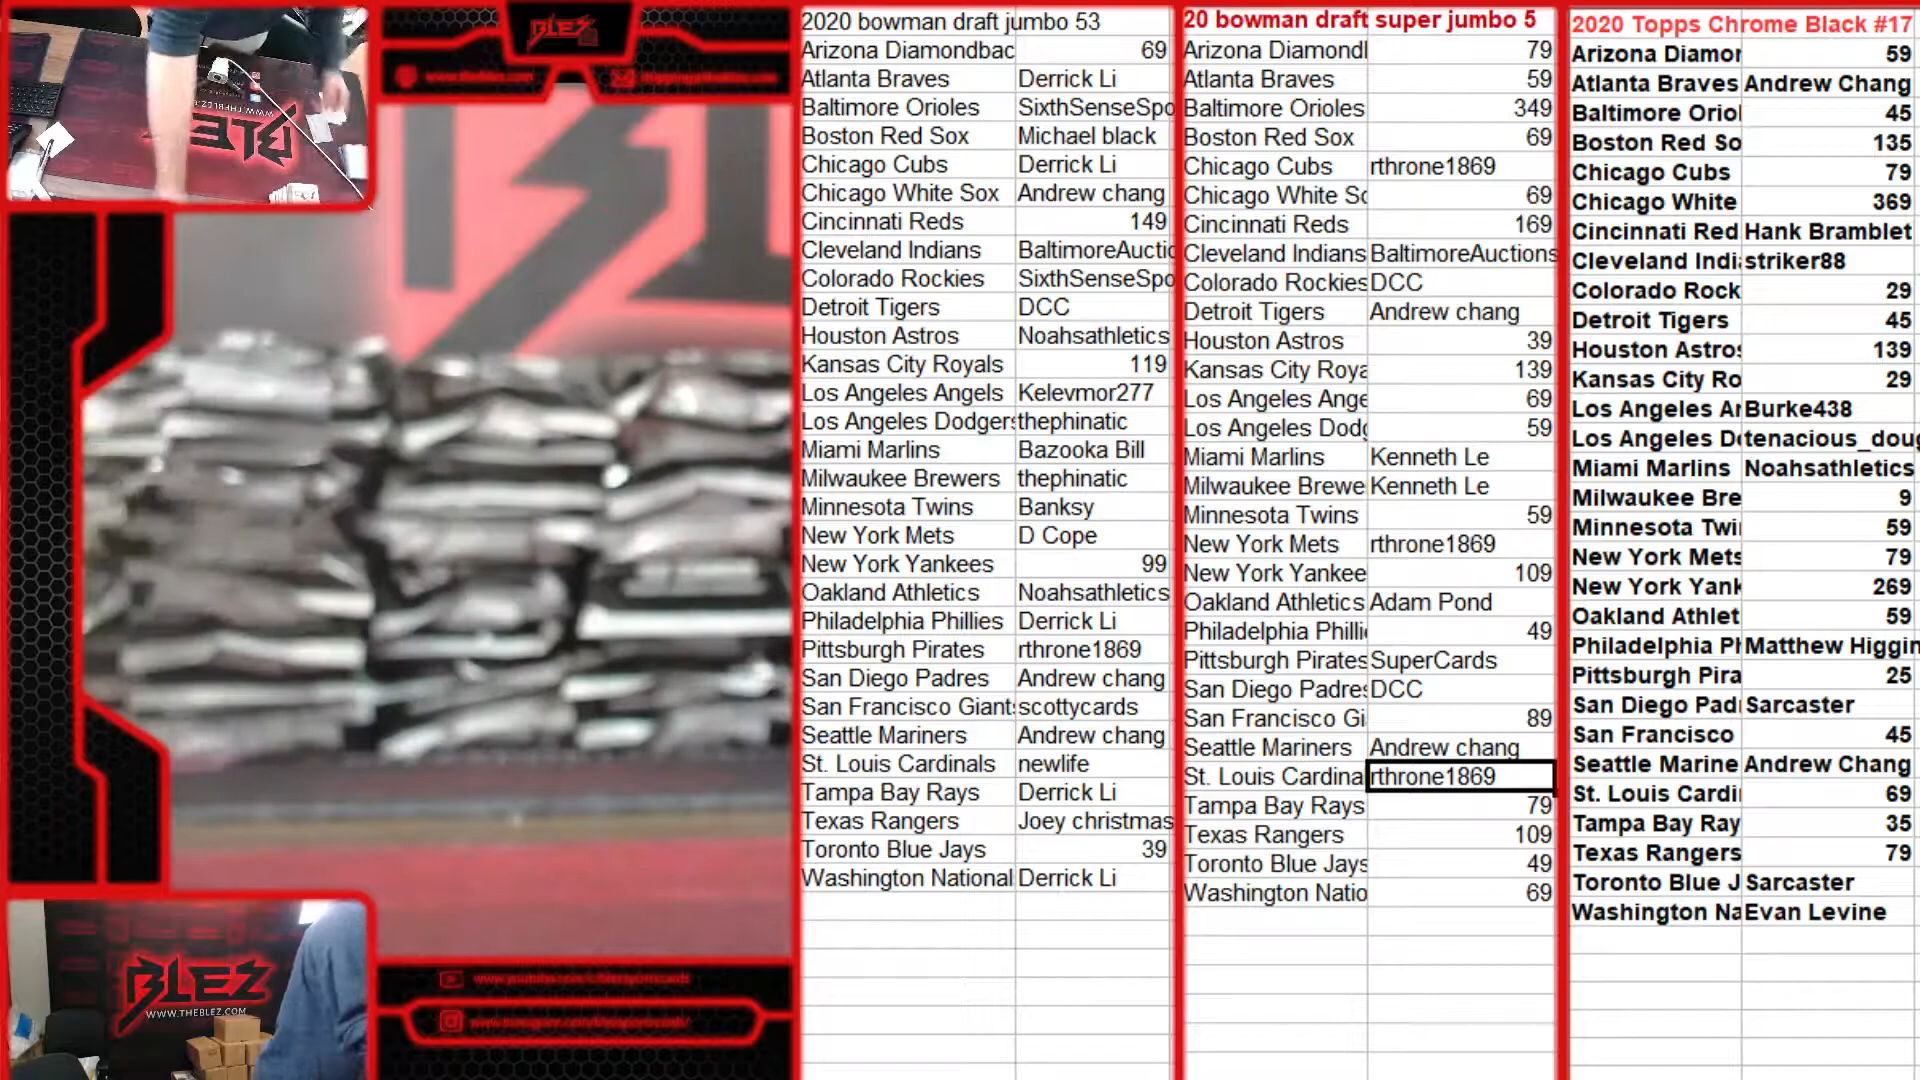 BLEZ
WWW.THEBLEZ.COM
BLEZ
www.theblez.com
BLEZ
WWW.THEBLEZ.COM
2020 bowman draft jumbo 53
Arizona Diamondbac 69
Atlanta Braves Derrick Li
Baltimore Orioles SixthSenseSpo
Boston Red Sox Michael black
Chicago Cubs Derrick Li
Chicago White Sox Andrew chang
Cincinnati Reds 149
Cleveland Indians BaltimoreAuctio
Colorado Rockies SixthSenseSpo
Detroit Tigers DCC
Houston Astros Noahsathletics
Kansas City Royals 119
Los Angeles Angels Kelevmor277
Los Angeles Dodgers thephinatic
Miami Marlins Bazooka Bill
Milwaukee Brewers thephinatic
Minnesota Twins Banksy
New York Mets D Cope
New York Yankees 99
Oakland Athletics Noahsathletics
Philadelphia Phillies Derrick Li
Pittsburgh Pirates rthrone1869
San Diego Padres Andrew chang
San Francisco Giants scottycards
Seattle Mariners Andrew chang
St. Louis Cardinals newlife
Tampa Bay Rays Derrick Li
Texas Rangers Joey christmas
Toronto Blue Jays 39
Washington National Derrick Li
20 bowman draft super jumbo 5
Arizona Diamond 79
Atlanta Braves 59
Baltimore Orioles 349
Boston Red Sox 69
Chicago Cubs rthrone1869
Chicago White So 69
Cincinnati Reds 169
Cleveland Indians BaltimoreAuctions
Colorado Rockies DCC
Detroit Tigers Andrew chang
Houston Astros 39
Kansas City Roya 139
Los Angeles Ange 69
Los Angeles Dodg 59
Miami Marlins Kenneth Le
Milwaukee Brewe Kenneth Le
Minnesota Twins 59
New York Mets rthrone1869
New York Yankee 109
Oakland Athletics Adam Pond
Philadelphia Philli 49
Pittsburgh Pirates SuperCards
San Diego Padres DCC
San Francisco Gi 89
Seattle Mariners Andrew chang
St. Louis Cardina rthrone1869
Tampa Bay Rays 79
Texas Rangers 109
Toronto Blue Jays 49
Washington Natio 69
2020 Topps Chrome Black #17
Arizona Diamor 59
Atlanta Braves Andrew Chang
Baltimore Oriol 45
Boston Red So 135
Chicago Cubs 79
Chicago White 369
Cincinnati Red Hank Bramblet
Cleveland Indi striker88
Colorado Rock 29
Detroit Tigers 45
Houston Astros 139
Kansas City Ro 29
Los Angeles A Burke438
Los Angeles D tenacious_doug
Miami Marlins Noahsathletics
Milwaukee Bre 9
Minnesota Twi 59
New York Mets 79
New York Yank 269
Oakland Athlet 59
Philadelphia P Matthew Higgin
Pittsburgh Pira 25
San Diego Pad Sarcaster
San Francisco 45
Seattle Marine Andrew Chang
St. Louis Cardi 69
Tampa Bay Ray 35
Texas Rangers 79
Toronto Blue J Sarcaster
Washington Na Evan Levine